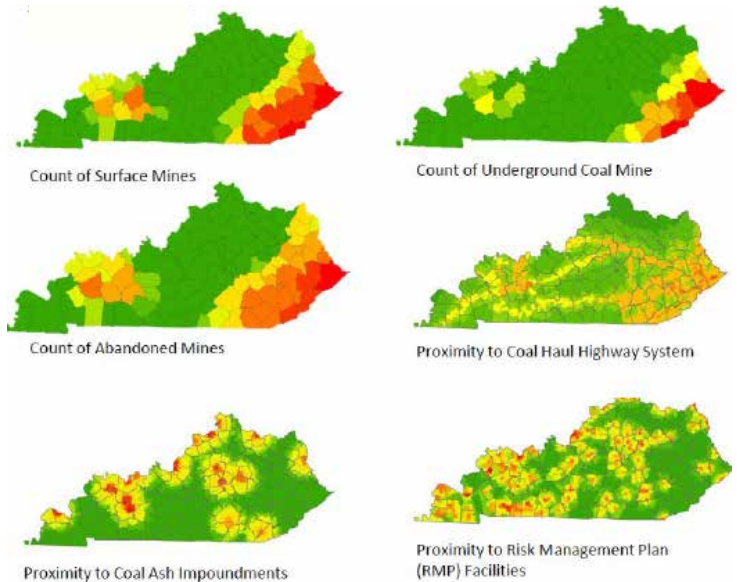 Count of Surface Mines
Count of Underground Coal Mine
Count of Abandoned Mines
Proximity to Coal Haul Highway System
Proximity to Coal Ash Impoundments
Proximity to Risk Management Plan
(RMP) Facilities